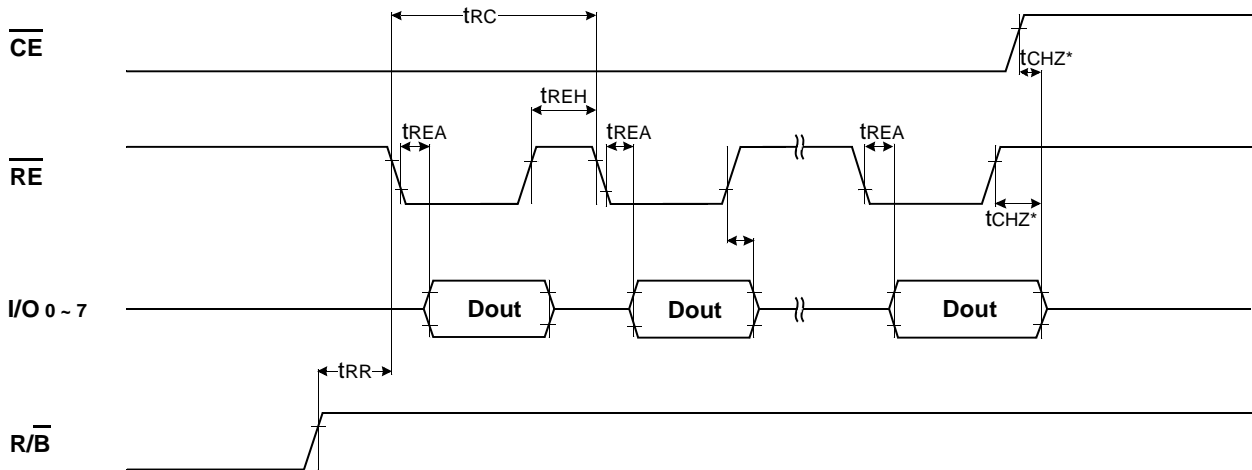 tRC
CE
tCHZ*
tREH
tREA
tREA
tREA
RE
tCHZ*
I/O 0 ~ 7
Dout
Dout
Dout
tRR
R/B